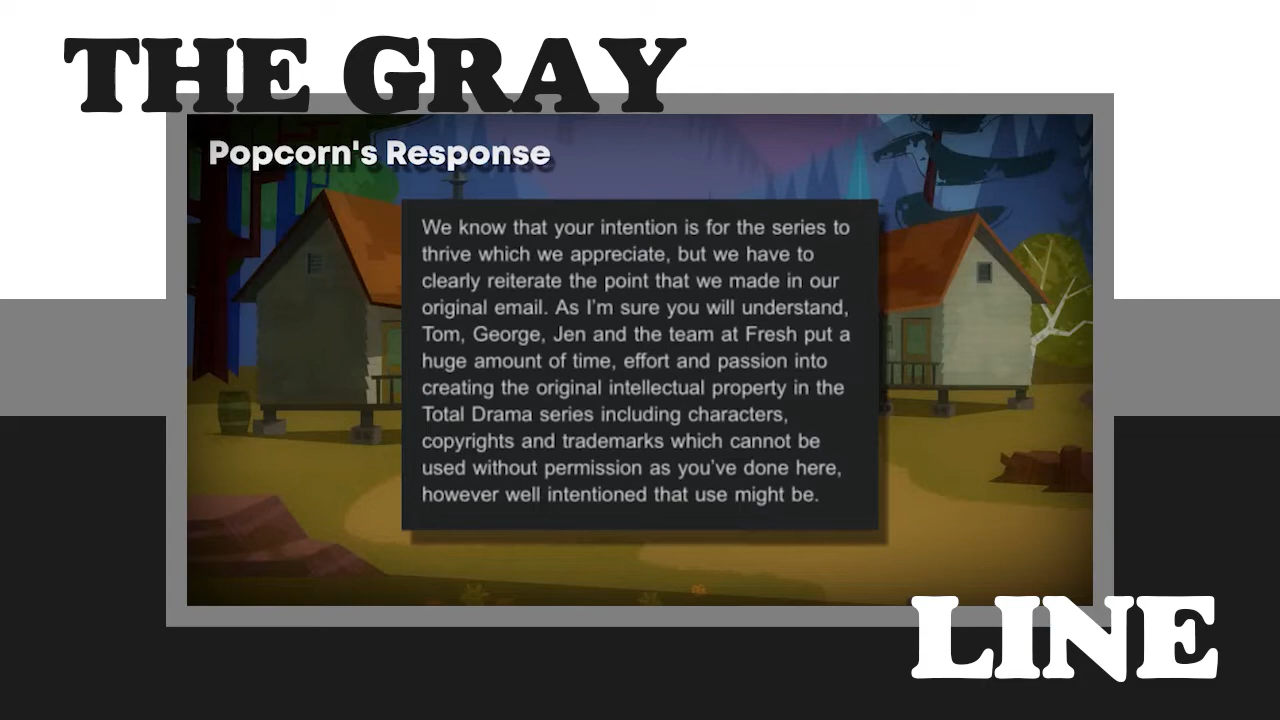 THE GRAY
Popcorn's Response
We know that your intention is for the series to
thrive which we appreciate, but we have to
clearly reiterate the point that we made in our
original email. As I'm sure you will understand,
Tom, George, Jen and the team at Fresh put a
huge amount of time, effort and passion into
creating the original intellectual property in the
Total Drama series including characters,
copyrights and trademarks which cannot be
used without permission as you've done here,
however well intentioned that use might be.
LINE